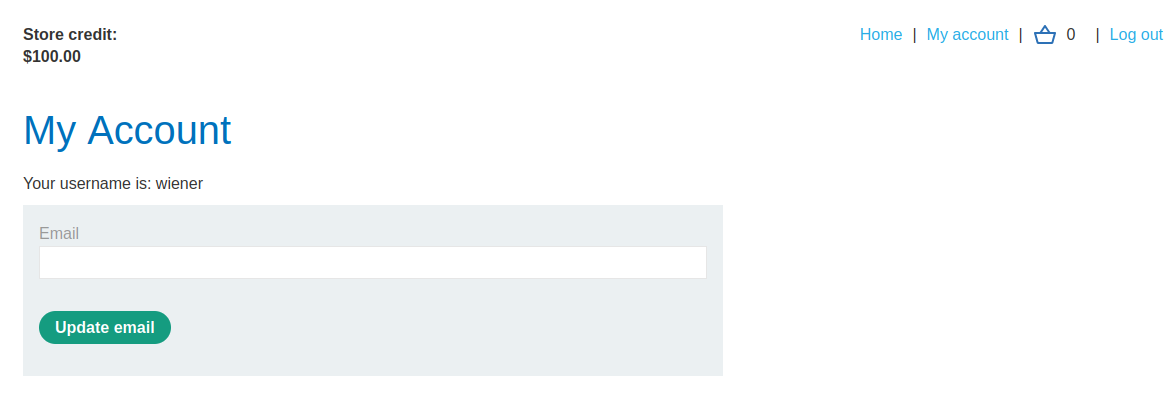 Store credit:
$100.00
Home | My account | 0 | Log out
My Account
Your username is: wiener
Email
Update email